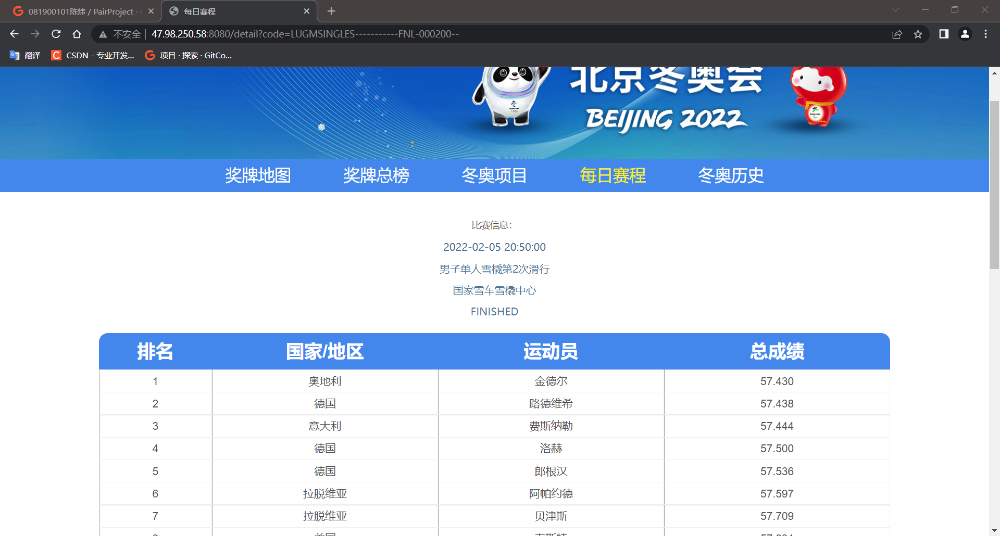 081900101陈炜 / PairProject ·
每日赛程
不安全 | 47.98.250.58:8080/detail?code=LUGMSINGLES-----------FNL-000200--
翻译 CSDN - 专业开发... 项目 · 探索 · GitCo...
北京冬奥会
BEIJING 2022
奖牌地图 奖牌总榜 冬奥项目 每日赛程 冬奥历史
比赛信息：
2022-02-05 20:50:00
男子单人雪橇第2次滑行
国家雪车雪橇中心
FINISHED
排名 国家/地区 运动员 总成绩
1 奥地利 金德尔 57.430
2 德国 路德维希 57.438
3 意大利 费斯纳勒 57.444
4 德国 洛赫 57.500
5 德国 郎根汉 57.536
6 拉脱维亚 阿帕约德 57.597
7 拉脱维亚 贝津斯 57.709